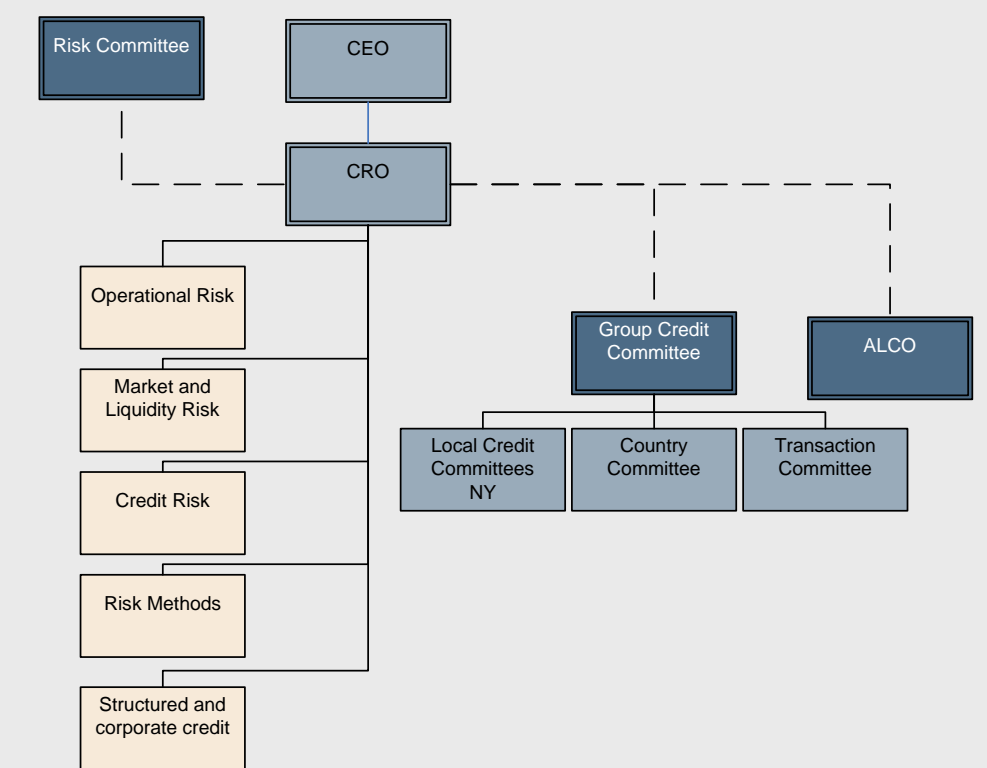 Risk Committee
CEO
CRO
Operational Risk
Market and
Liquidity Risk
Credit Risk
Risk Methods
Structured and
corporate credit
Group Credit
Committee
ALCO
Local Credit
Committees
NY
Country
Committee
Transaction
Committee